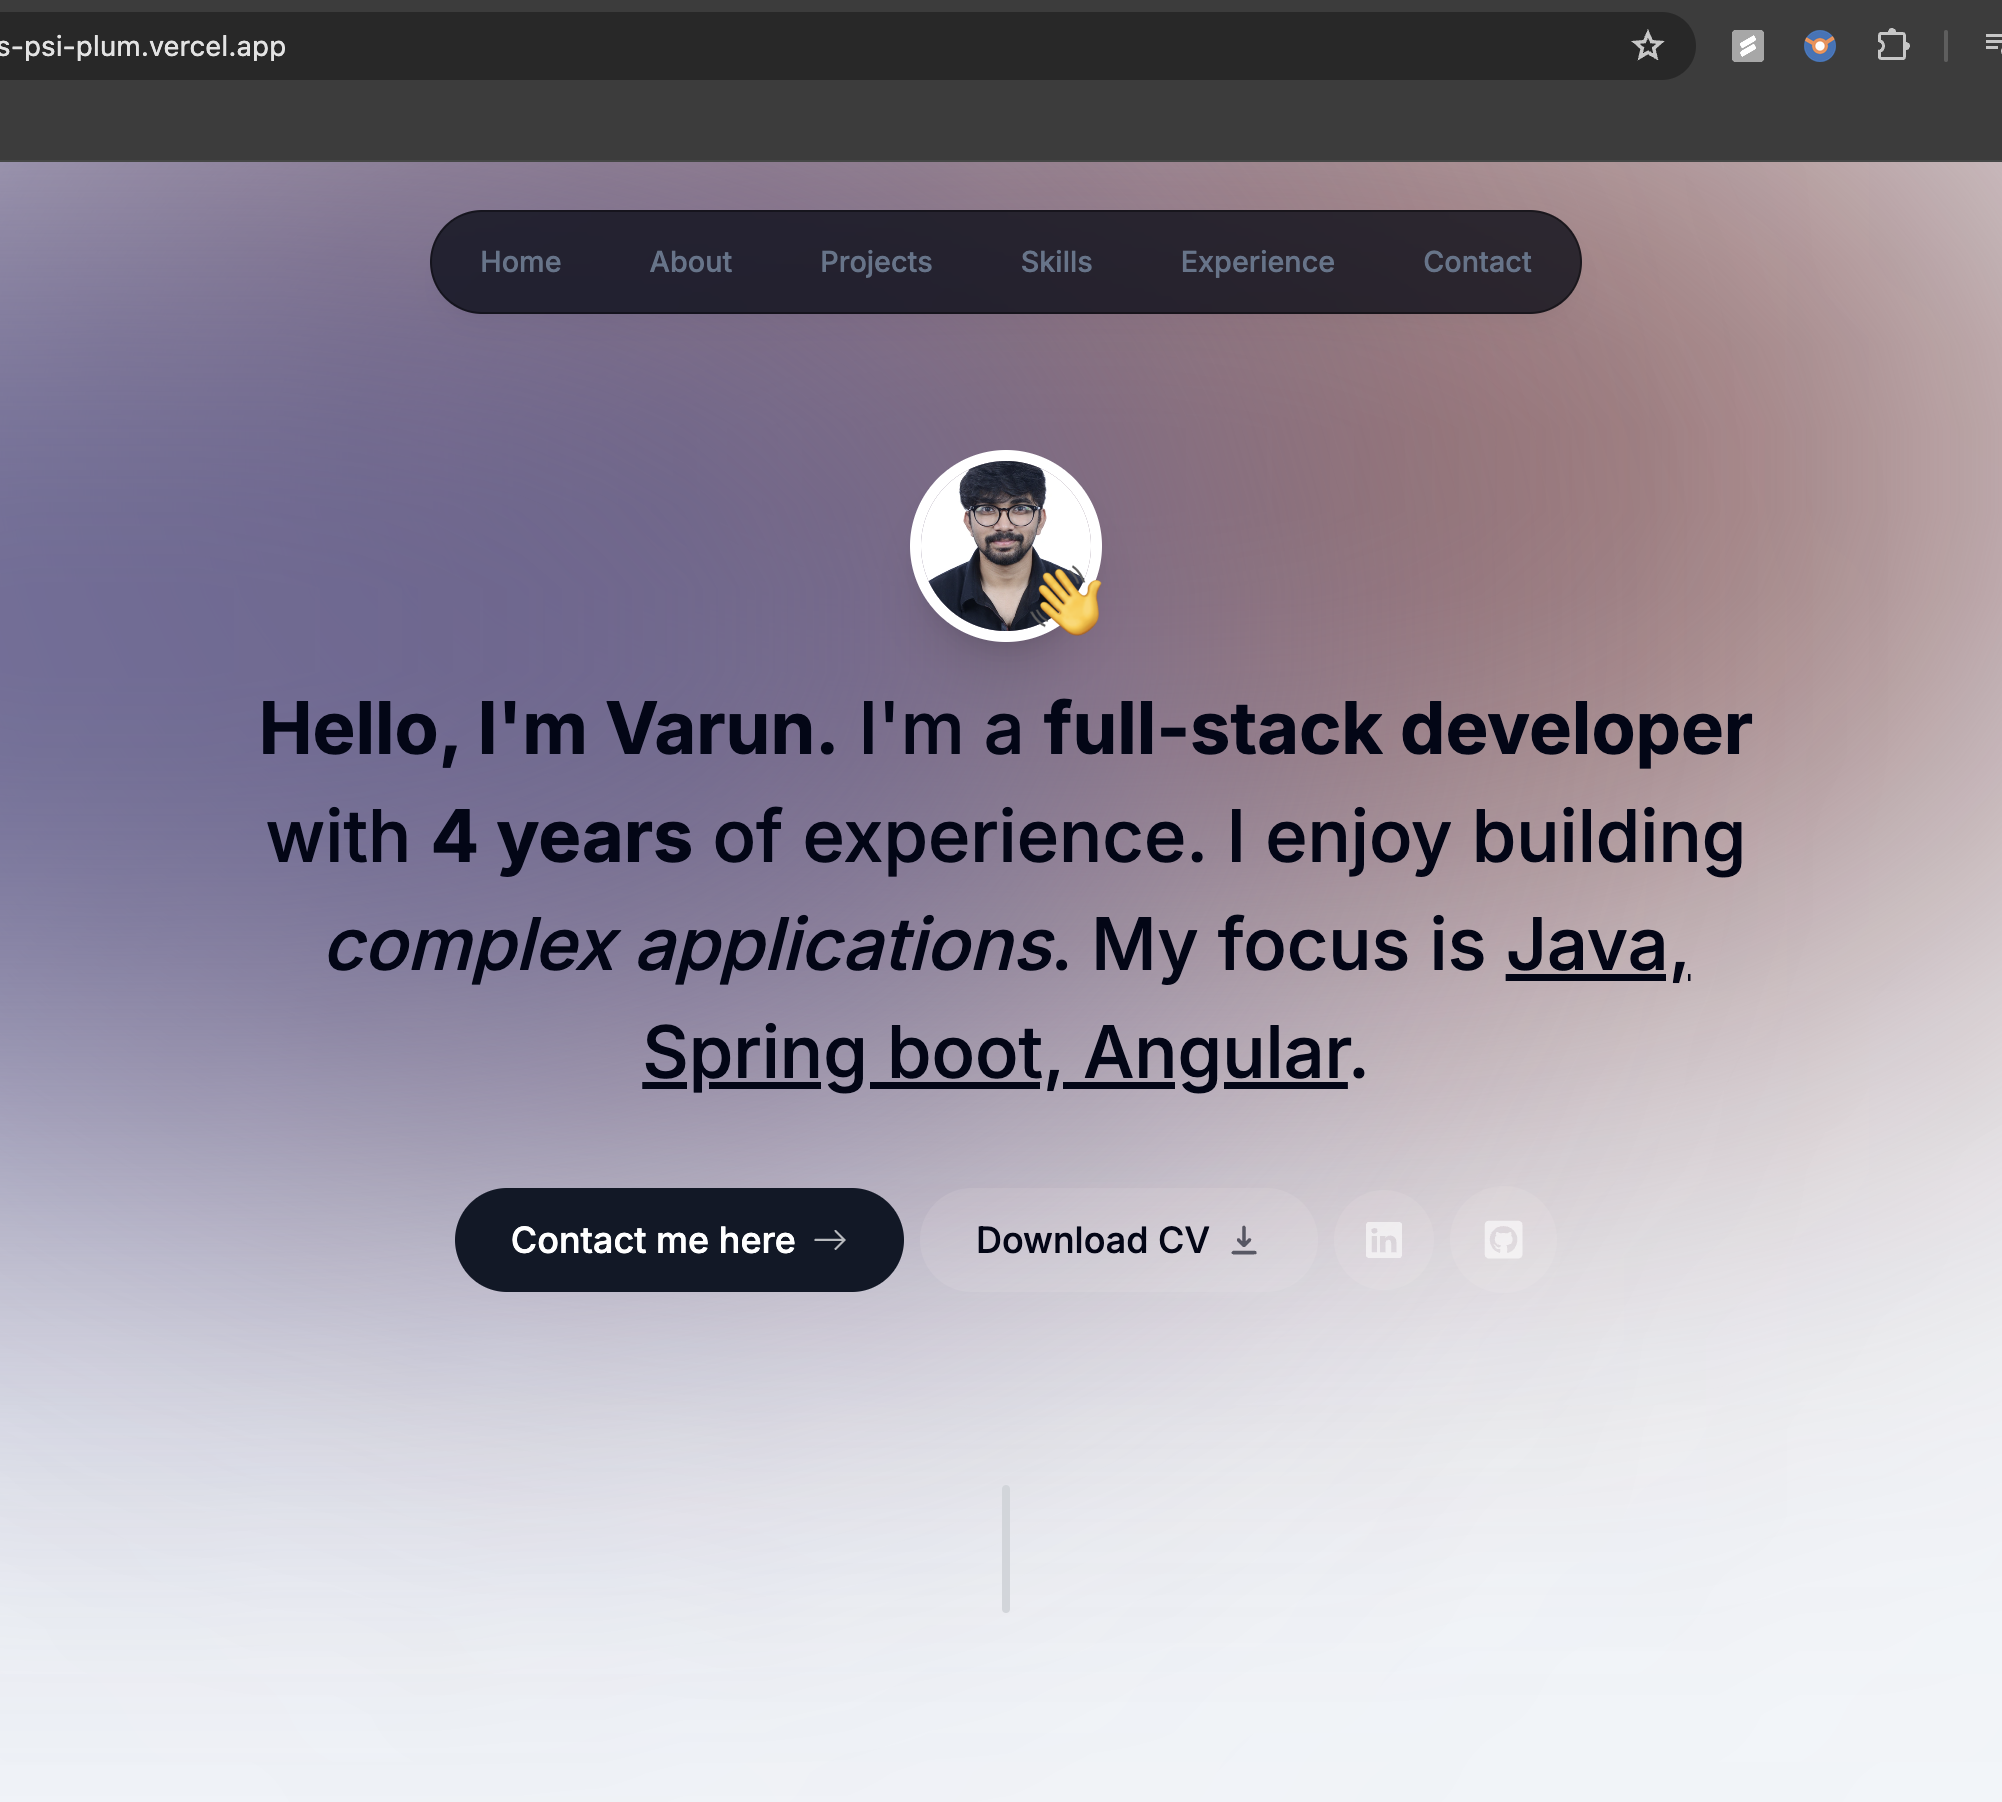 s-psi-plum.vercel.app
Home About Projects Skills Experience Contact
Hello, I'm Varun. I'm a full-stack developer
with 4 years of experience. I enjoy building
complex applications. My focus is Java,
Spring boot, Angular.
Contact me here Download CV in